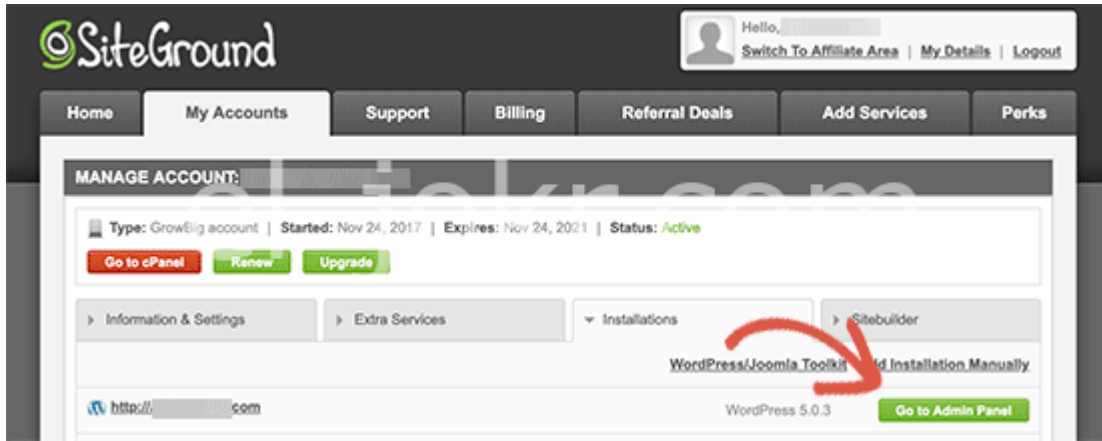 SiteGround
Hello,
Switch To Affiliate Area | My Details | Logout
Home My Accounts Support Billing Referral Deals Add Services Perks
MANAGE ACCOUNT:
Type: GrowBig account | Started: Nov 24, 2017 | Expires: Nov 24, 2021 | Status: Active
Go to cPanel Renew Upgrade
Information & Settings Extra Services Installations Sitebuilder
WordPress/Joomla Toolkit Installation Manually
http:// com WordPress 5.0.3 Go to Admin Panel